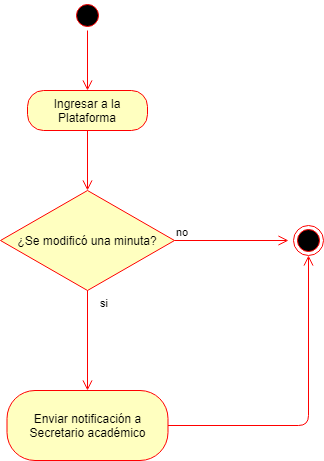 Ingresar a la
Plataforma
¿Se modificó una minuta?
no
si
Enviar notificación a
Secretario académico